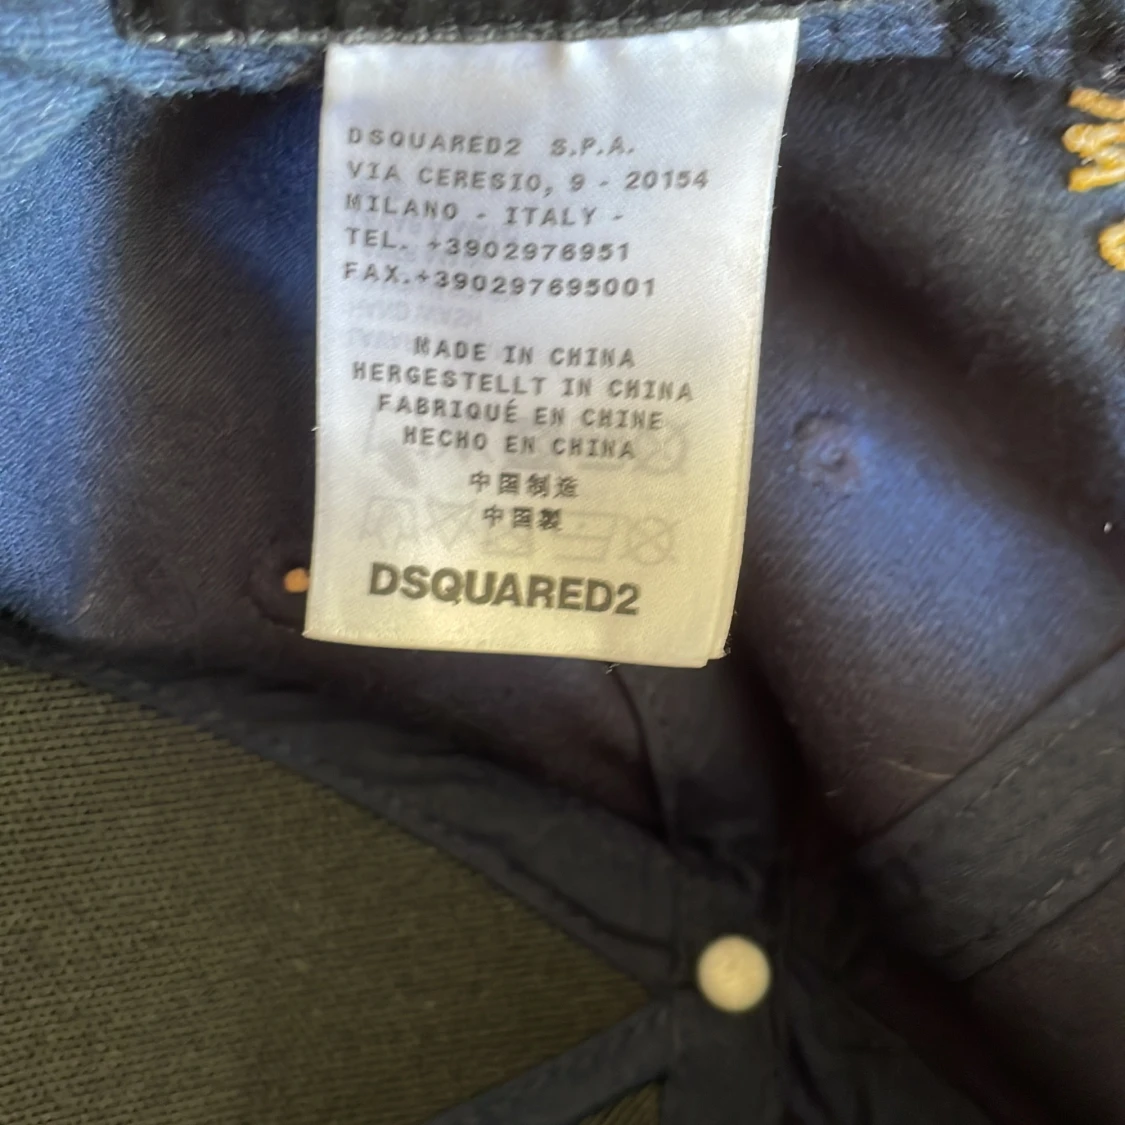 DSQUARED2 S.P.A.
VIA CERESIO, 9 - 20154
MILANO - ITALY -
TEL. +3902976951
FAX.+390297695001
MADE IN CHINA
HERGESTELLT IN CHINA
FABRIQUÉ EN CHINE
HECHO EN CHINA
中国制造
中国製
DSQUARED2